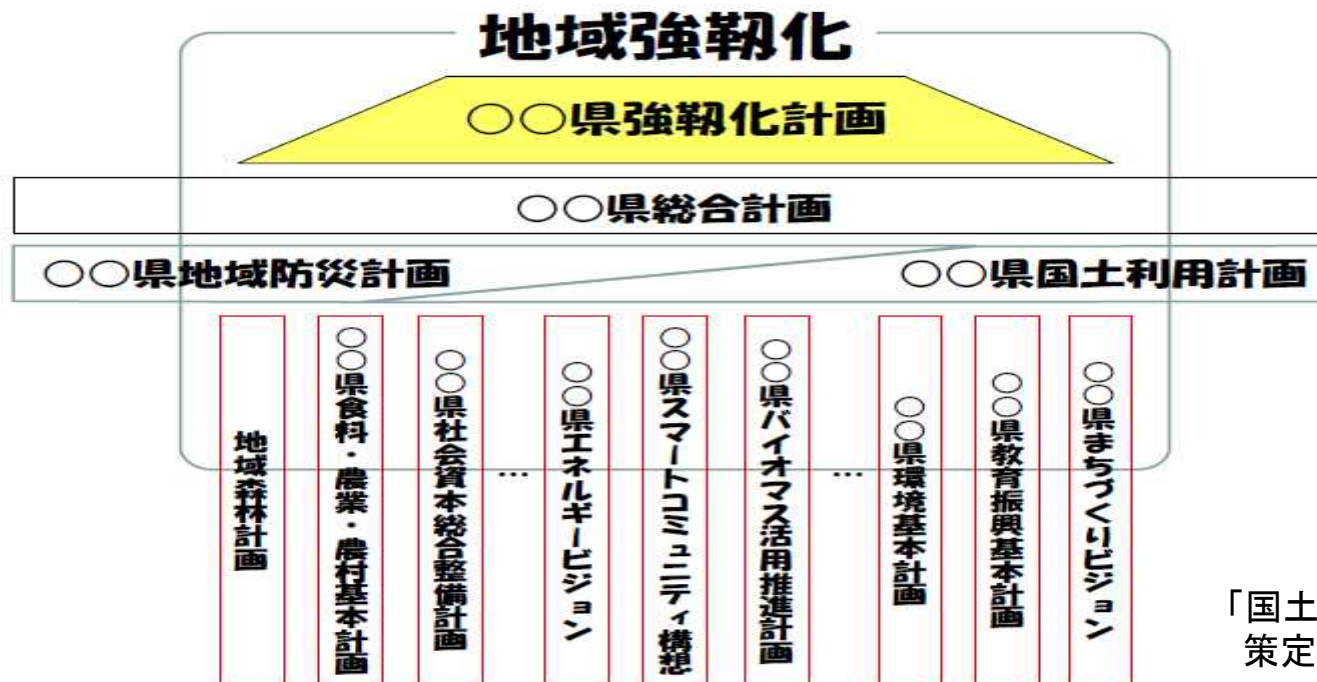 地域強靱化
○○県強靱化計画
○○県総合計画
○○県地域防災計画
○○県国土利用計画
地域森林計画
○○県食料・農業・農村基本計画
○○県社会資本総合整備計画
…
○○県エネルギービジョン
○○県スマートコミュニティ構想
○○県バイオマス活用推進計画
…
○○県環境基本計画
○○県教育振興基本計画
○○県まちづくりビジョン
「国土
策定